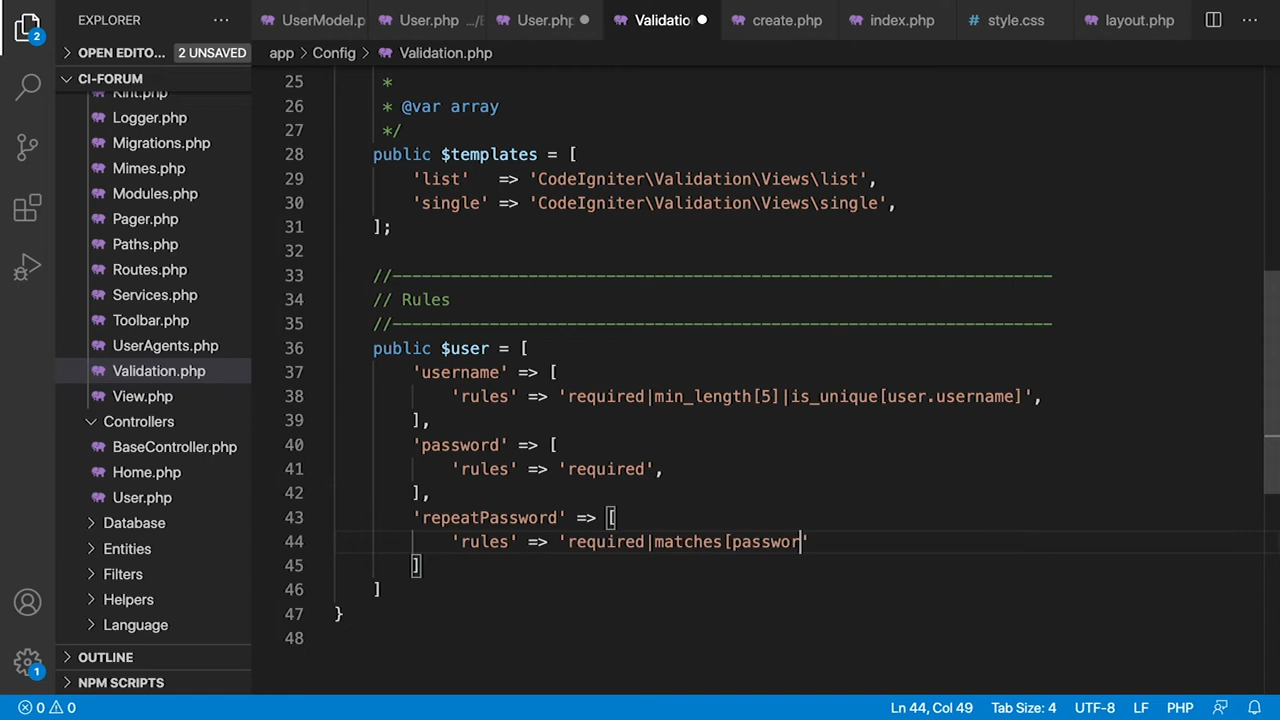 EXPLORER
UserModel.p
User.php .../E
User.php
Validatio
create.php
index.php
# style.css
layout.php
OPEN EDITO... 2 UNSAVED
app > Config > Validation.php
CI-FORUM
Kint.php
Logger.php
Migrations.php
Mimes.php
Modules.php
Pager.php
Paths.php
Routes.php
Services.php
Toolbar.php
UserAgents.php
Validation.php
View.php
Controllers
BaseController.php
Home.php
User.php
Database
Entities
Filters
Helpers
Language
OUTLINE
NPM SCRIPTS
25 *
26 * @var array
27 */
28 public $templates = [
29 'list' => 'CodeIgniter\Validation\Views\list',
30 'single' => 'CodeIgniter\Validation\Views\single',
31 ];
32
33 //--------------------------------------------------------------------
34 // Rules
35 //--------------------------------------------------------------------
36 public $user = [
37 'username' => [
38 'rules' => 'required|min_length[5]|is_unique[user.username]',
39 ],
40 'password' => [
41 'rules' => 'required',
42 ],
43 'repeatPassword' => [
44 'rules' => 'required|matches[passwor'
45 ]
46 ]
47 }
48
2
1
0 0
Ln 44, Col 49
Tab Size: 4
UTF-8
LF
PHP